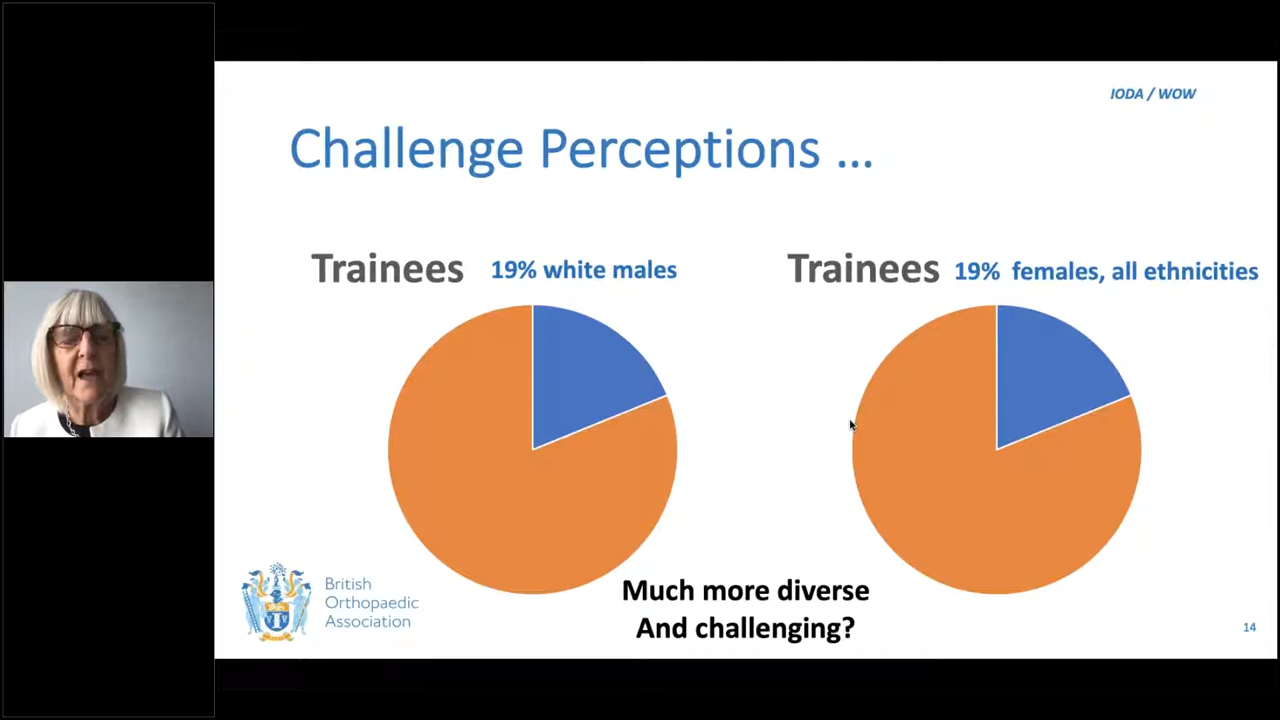 IODA / WOW
Challenge Perceptions ...
Trainees 19% white males
Trainees 19% females, all ethnicities
Much more diverse
And challenging?
British
Orthopaedic
Association
14